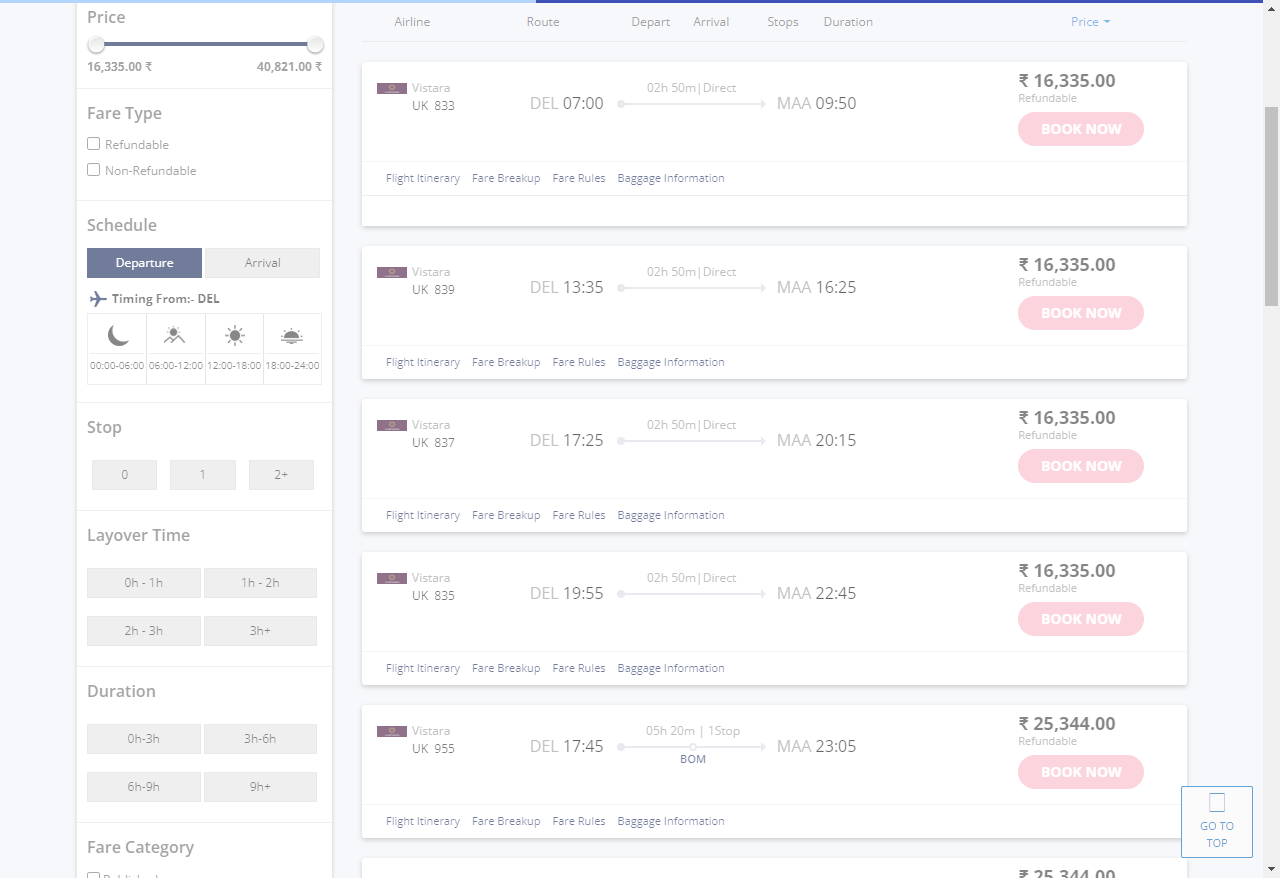 Price
16,335.00 ₹ 40,821.00 ₹
Fare Type
Refundable
Non-Refundable
Schedule
Departure Arrival
Timing From:- DEL
00:00-06:00 06:00-12:00 12:00-18:00 18:00-24:00
Stop
0 1 2+
Layover Time
0h - 1h 1h - 2h
2h - 3h 3h+
Duration
0h-3h 3h-6h
6h-9h 9h+
Fare Category
Airline Route Depart Arrival Stops Duration Price
Vistara
UK 833
DEL 07:00
02h 50m|Direct
MAA 09:50
₹ 16,335.00
Refundable
BOOK NOW
Flight Itinerary Fare Breakup Fare Rules Baggage Information
Vistara
UK 839
DEL 13:35
02h 50m|Direct
MAA 16:25
₹ 16,335.00
Refundable
BOOK NOW
Flight Itinerary Fare Breakup Fare Rules Baggage Information
Vistara
UK 837
DEL 17:25
02h 50m|Direct
MAA 20:15
₹ 16,335.00
Refundable
BOOK NOW
Flight Itinerary Fare Breakup Fare Rules Baggage Information
Vistara
UK 835
DEL 19:55
02h 50m|Direct
MAA 22:45
₹ 16,335.00
Refundable
BOOK NOW
Flight Itinerary Fare Breakup Fare Rules Baggage Information
Vistara
UK 955
DEL 17:45
05h 20m | 1Stop
BOM
MAA 23:05
₹ 25,344.00
Refundable
BOOK NOW
Flight Itinerary Fare Breakup Fare Rules Baggage Information
₹ 25,344.00
GO TO
TOP